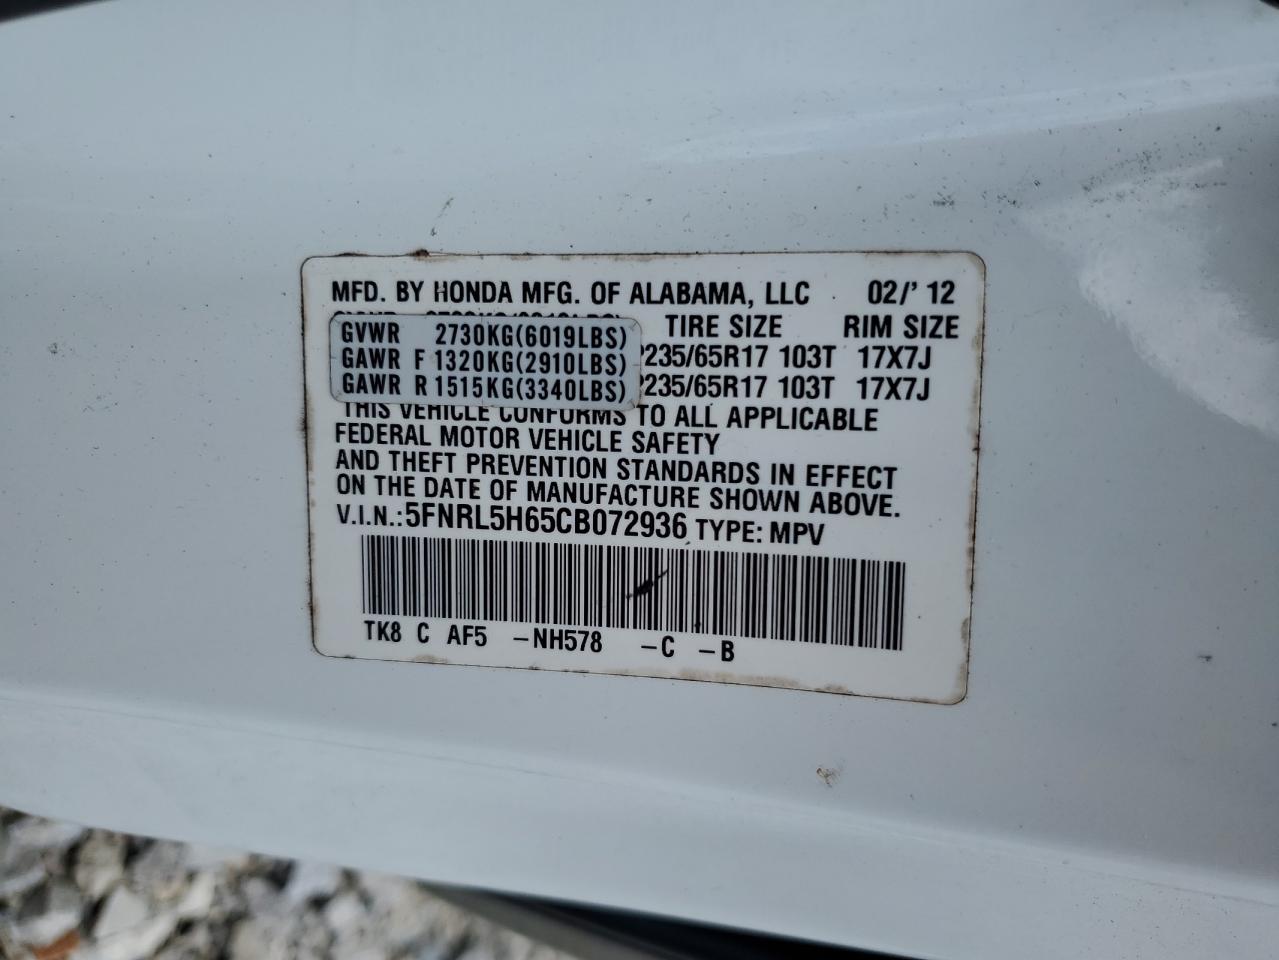 MFD. BY HONDA MFG. OF ALABAMA, LLC 02/'12
TIRE SIZE RIM SIZE
GVWR 2730KG(6019LBS)
GAWR F 1320KG(2910LBS) P235/65R17 103T 17X7J
GAWR R 1515KG(3340LBS) P235/65R17 103T 17X7J
THIS VEHICLE CONFORMS TO ALL APPLICABLE
FEDERAL MOTOR VEHICLE SAFETY
AND THEFT PREVENTION STANDARDS IN EFFECT
ON THE DATE OF MANUFACTURE SHOWN ABOVE.
V.I.N.:5FNRL5H65CB072936 TYPE: MPV
TK8 C AF5 -NH578 -C -B